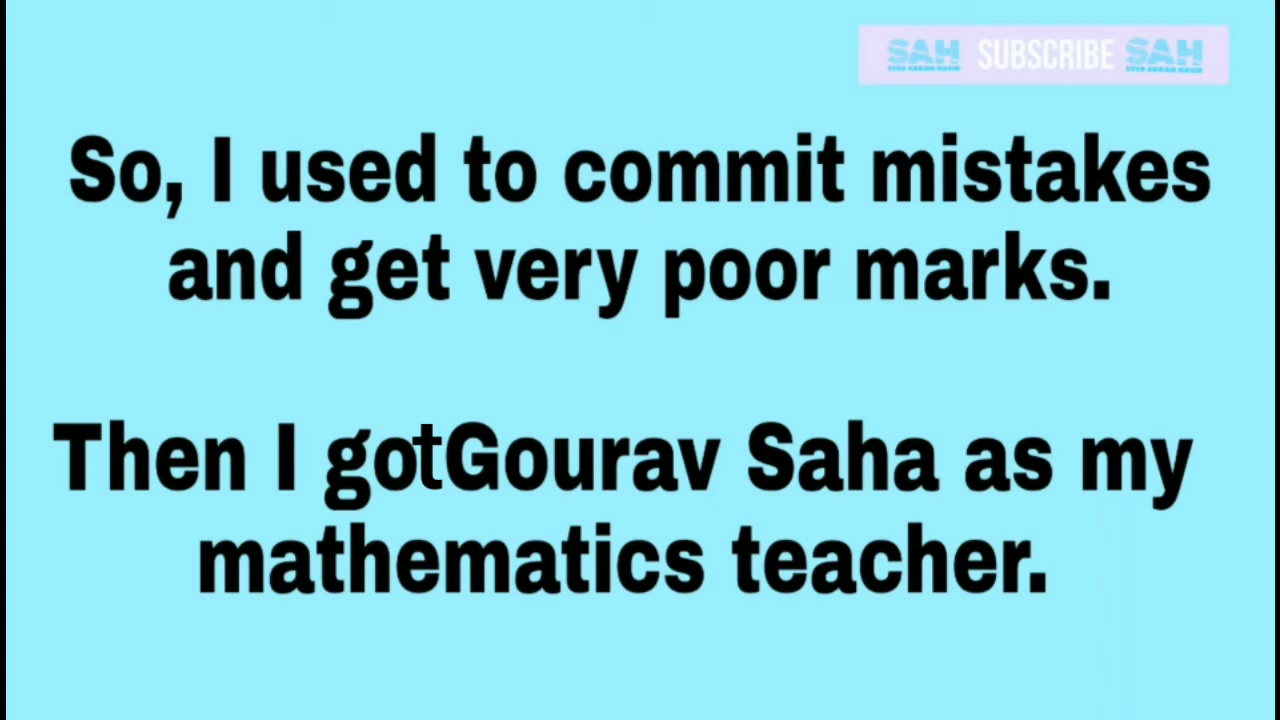 SAH SUBSCRIBE SAH
So, I used to commit mistakes
and get very poor marks.
Then I gotGourav Saha as my
mathematics teacher.